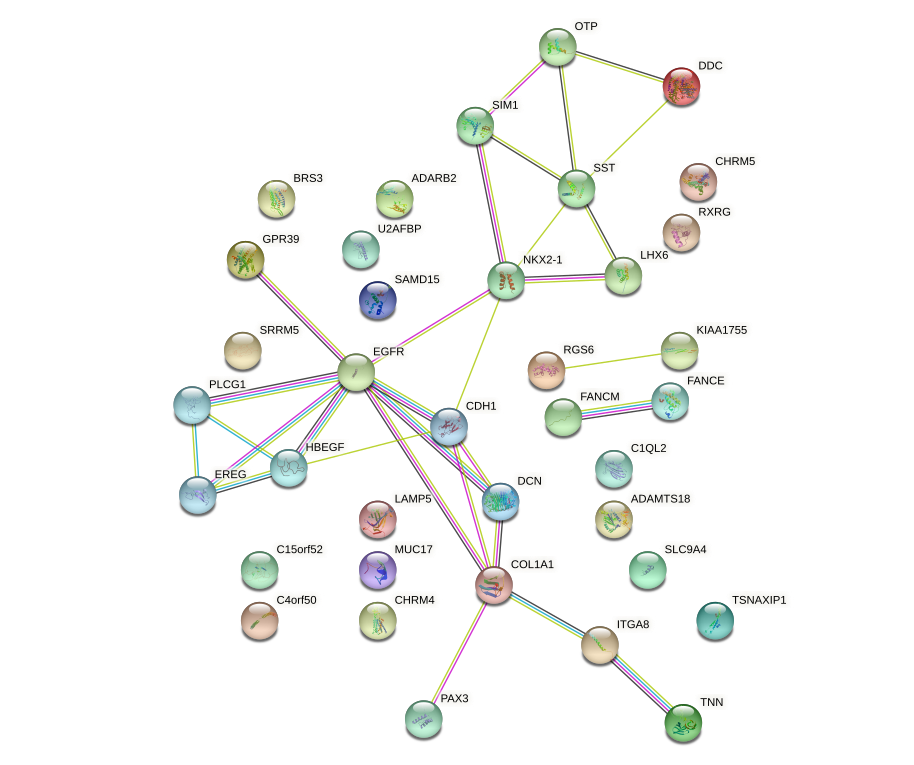 OTP
DDC
SIM1
CHRM5
SST
BRS3
ADARB2
RXRG
U2AFBP
GPR39
LHX6
NKX2-1
SAMD15
SRRM5
KIAA1755
EGFR
RGS6
PLCG1
FANCE
FANCM
CDH1
HBEGF
C1QL2
EREG
DCN
LAMP5
ADAMTS18
C15orf52
MUC17
SLC9A4
COL1A1
C4orf50
CHRM4
TSNAXIP1
ITGA8
PAX3
TNN